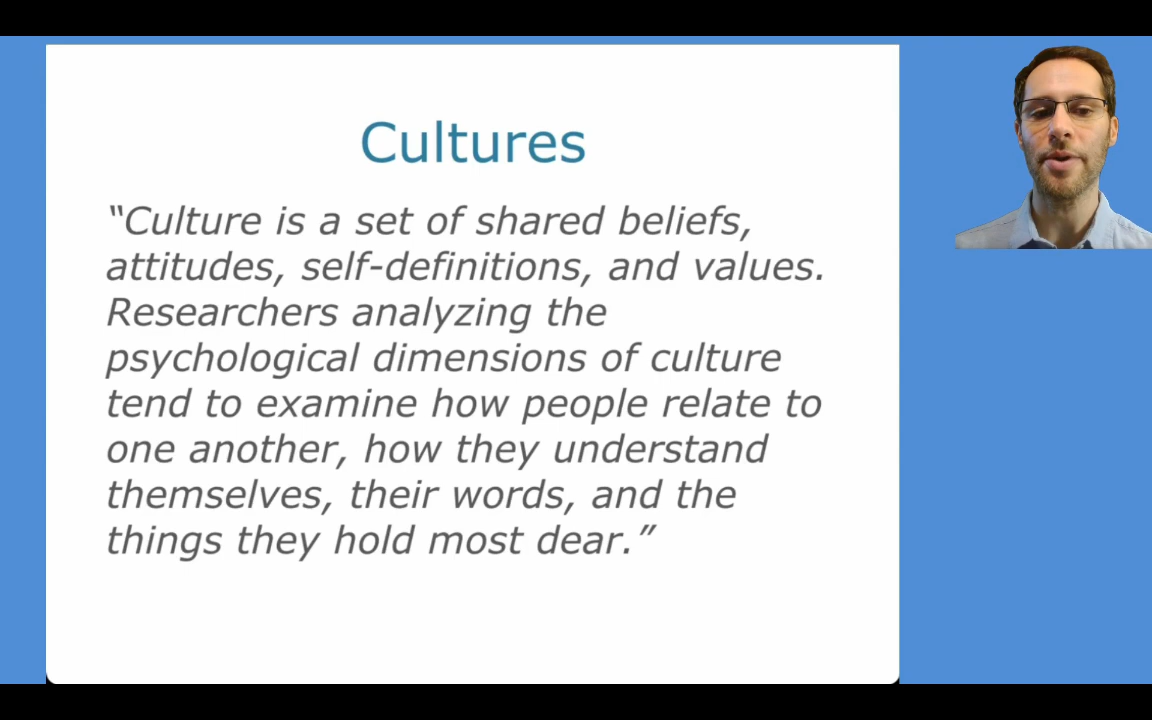 Cultures
“Culture is a set of shared beliefs,
attitudes, self-definitions, and values.
Researchers analyzing the
psychological dimensions of culture
tend to examine how people relate to
one another, how they understand
themselves, their words, and the
things they hold most dear.”